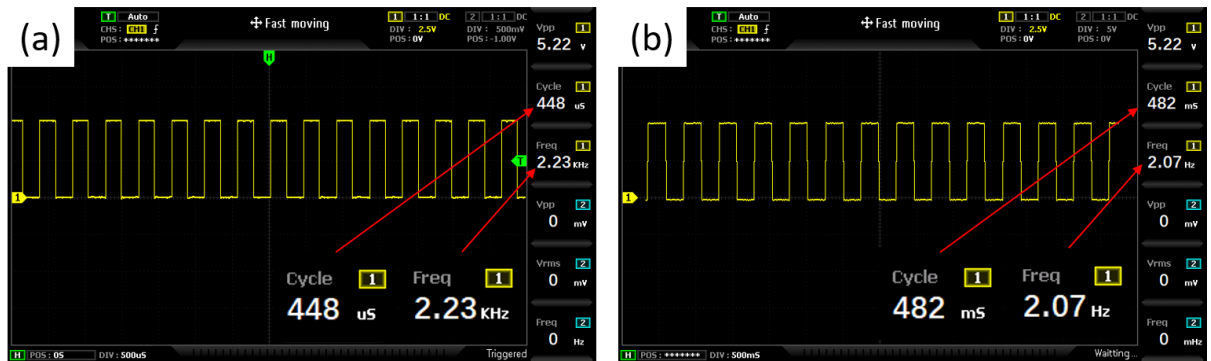 (a)
T Auto
CHS: CH1
POS:*******
Fast moving
1 1:1 DC
DIV: 2.5V
POS:0V
2 1:1 DC
DIV: 500mV
POS:-1.00V
H
Vpp 1
5.22 v
Cycle 1
448 uS
Freq 1
2.23 KHz
T
Vpp 2
0 mV
Vrms 2
0 mV
Freq 2
0 Hz
1
Cycle 1 Freq 1
448 uS 2.23 KHz
H POS: 0S DIV: 500uS Triggered
(b)
T Auto
CHS: CH1
POS:*******
Fast moving
1 1:1 DC
DIV: 2.5V
POS:0V
2 1:1 DC
DIV: 5V
POS:0V
Vpp 1
5.22 v
Cycle 1
482 mS
Freq 1
2.07 Hz
Vpp 2
0 mV
Vrms 2
0 mV
Freq 2
0 mHz
1
Cycle 1 Freq 1
482 mS 2.07 Hz
H POS: ******* DIV: 500mS Waitting...